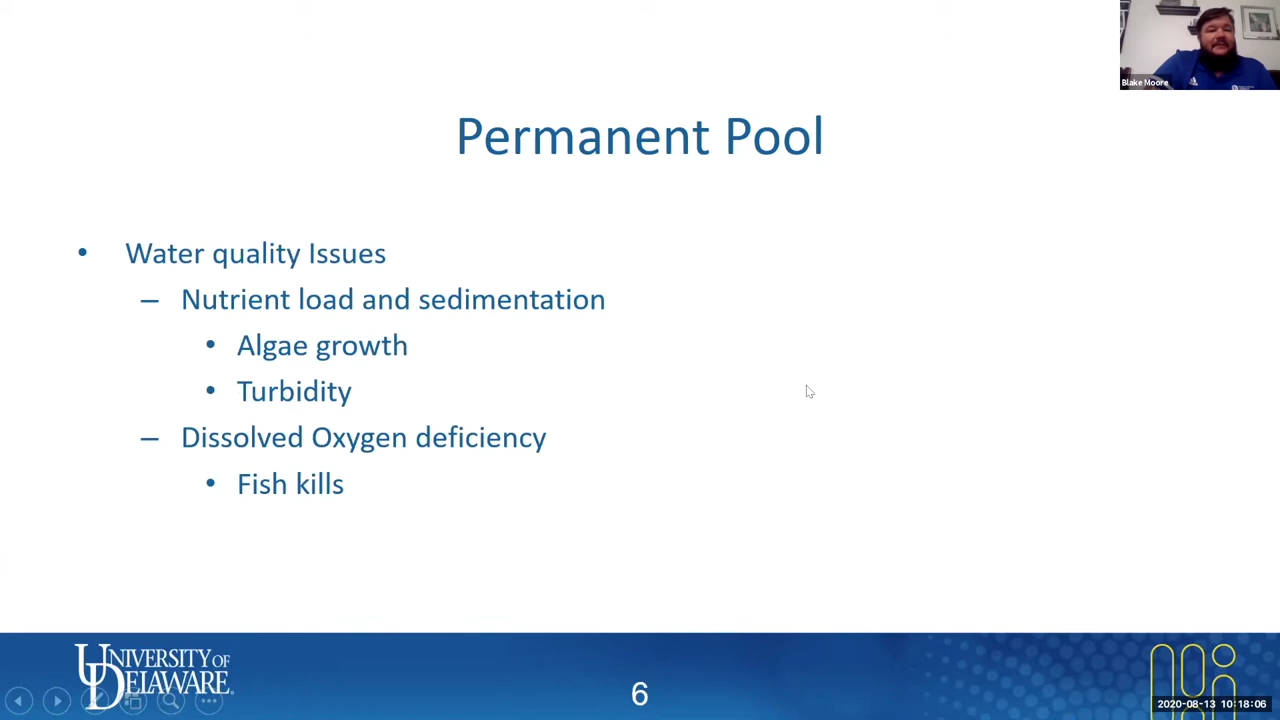 Blake Moore
Permanent Pool
• Water quality Issues
– Nutrient load and sedimentation
• Algae growth
• Turbidity
– Dissolved Oxygen deficiency
• Fish kills
UNIVERSITY OF
DELAWARE
6
2020-08-13 10:18:06